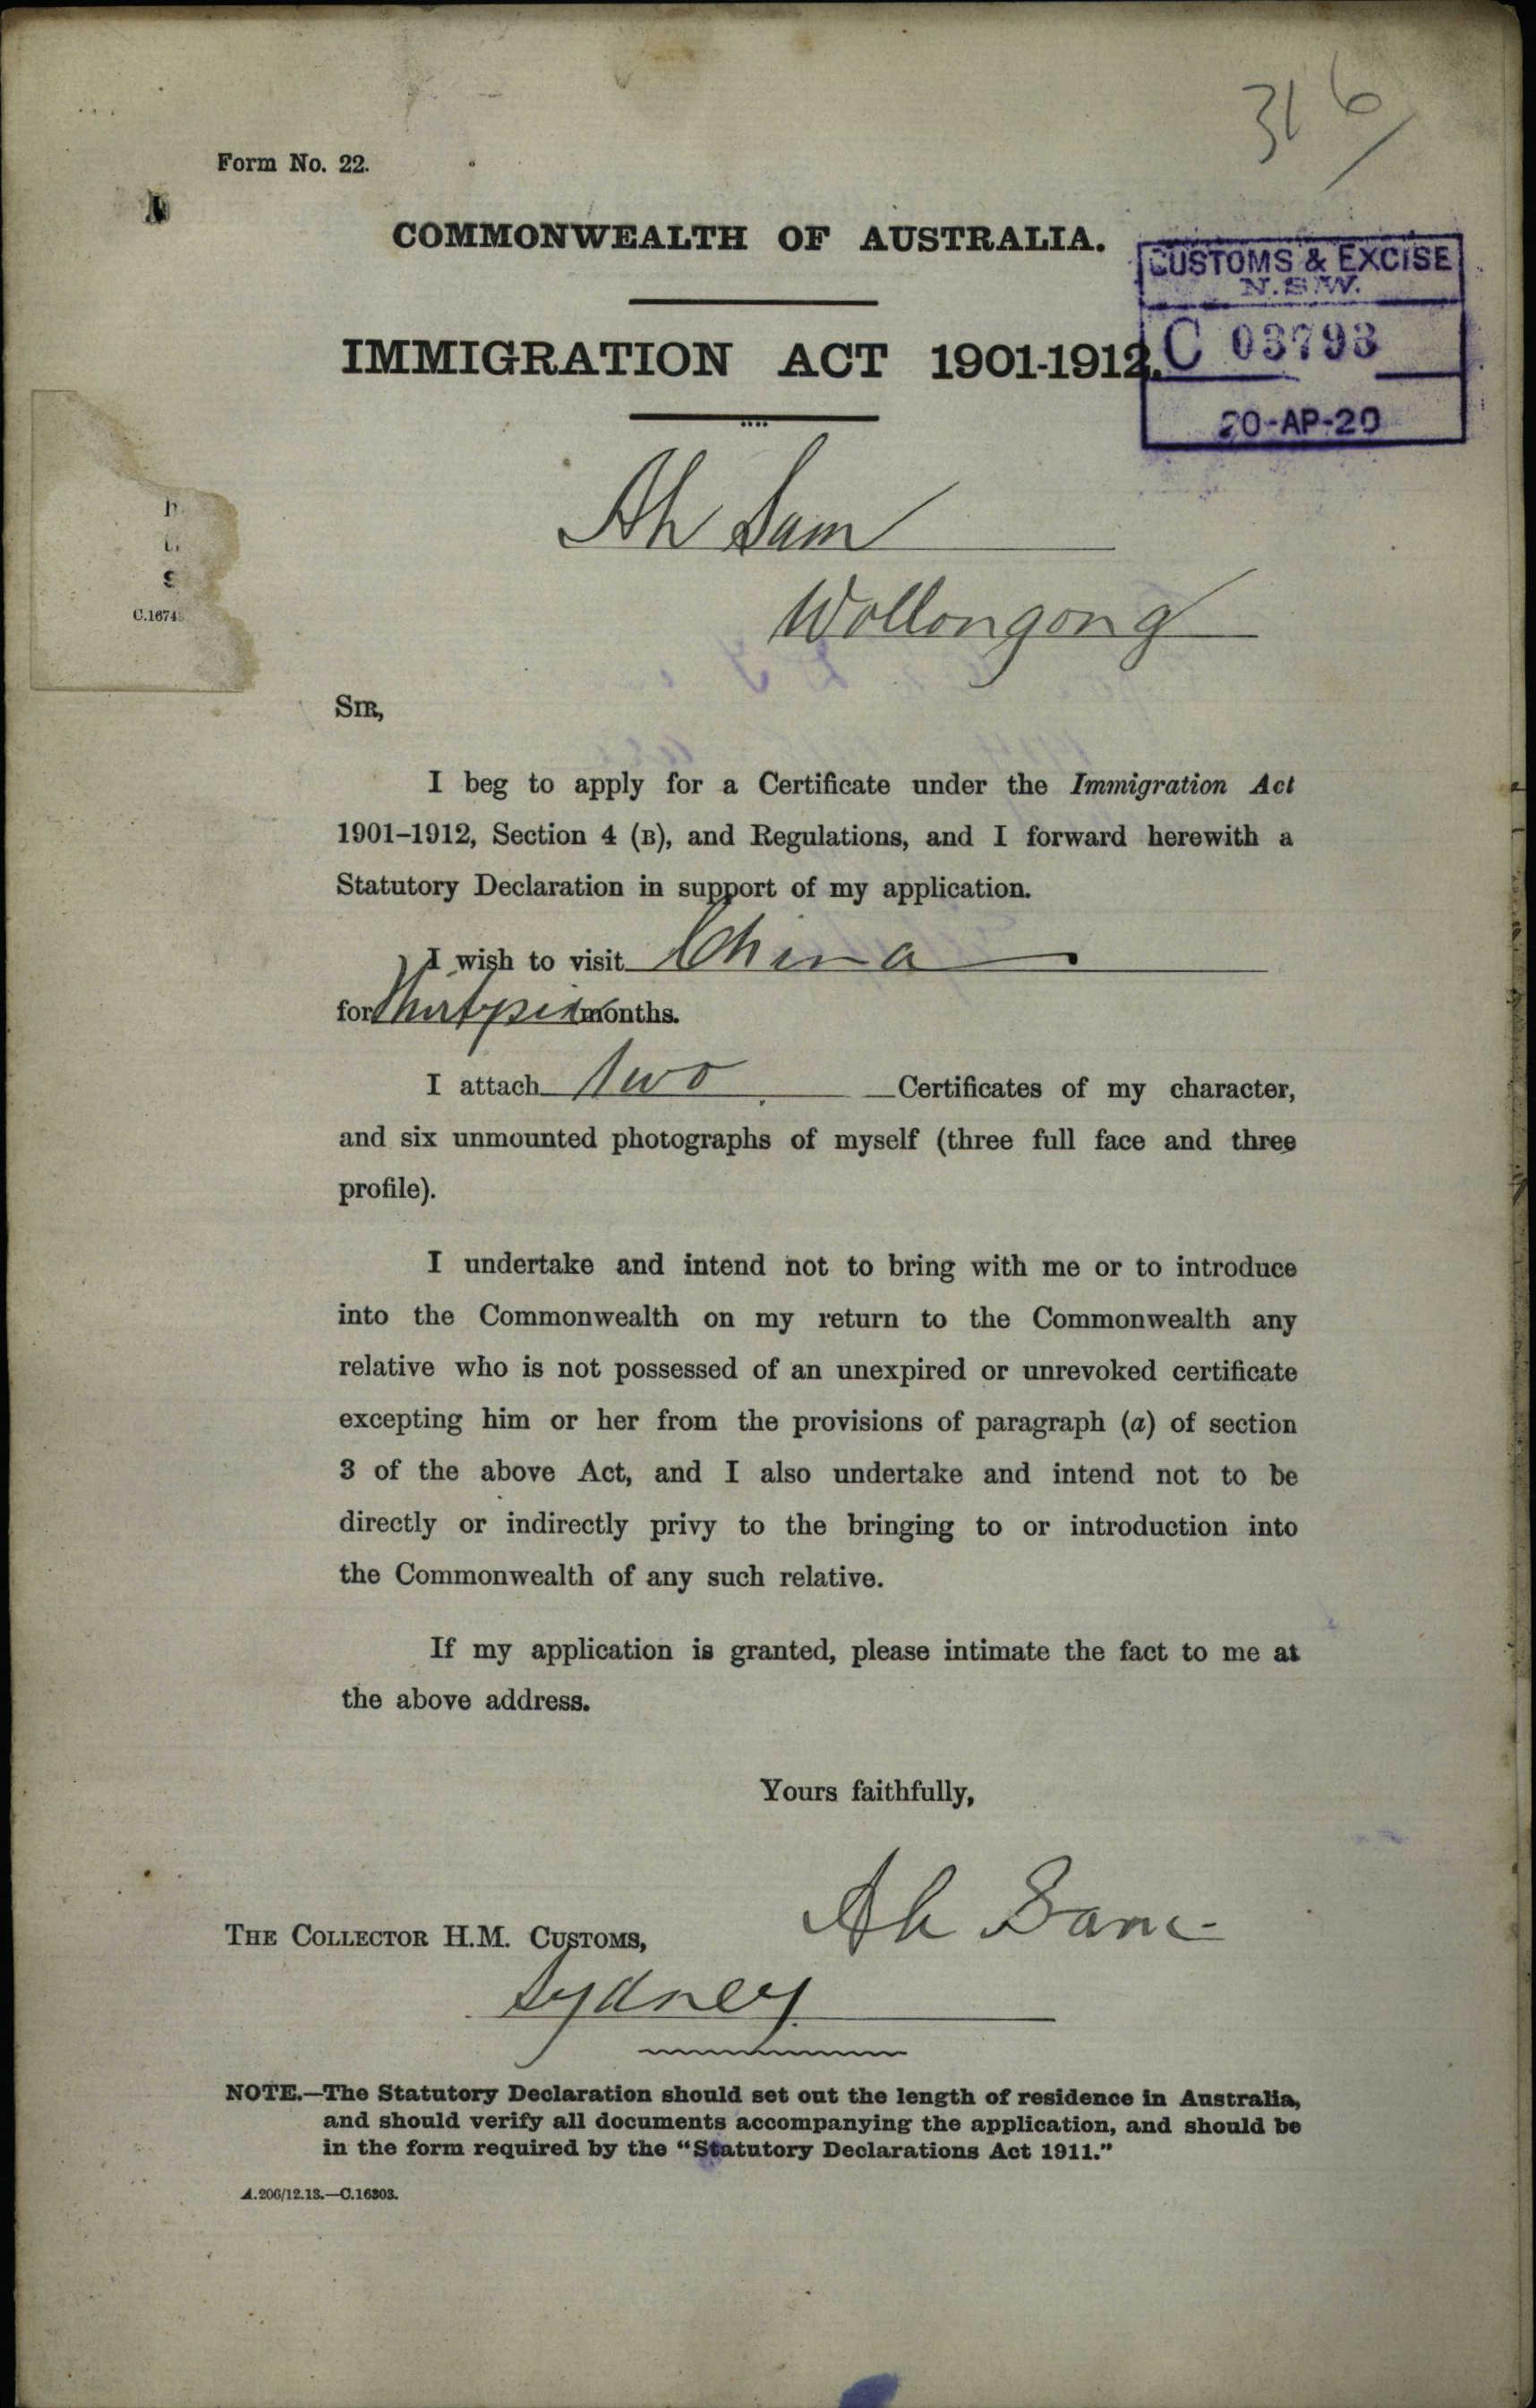 316/
Form No. 22.
COMMONWEALTH OF AUSTRALIA.
CUSTOMS & EXCISE
N.S.W.
IMMIGRATION ACT 1901-1912.
C 03793
20-AP-20
Ah Sam
Wollongong
C.1674
SIR,
I beg to apply for a Certificate under the Immigration Act
1901–1912, Section 4 (B), and Regulations, and I forward herewith a
Statutory Declaration in support of my application.
I wish to visit China
for Thirtysix months.
I attach Two Certificates of my character,
and six unmounted photographs of myself (three full face and three
profile).
I undertake and intend not to bring with me or to introduce
into the Commonwealth on my return to the Commonwealth any
relative who is not possessed of an unexpired or unrevoked certificate
excepting him or her from the provisions of paragraph (a) of section
3 of the above Act, and I also undertake and intend not to be
directly or indirectly privy to the bringing to or introduction into
the Commonwealth of any such relative.
If my application is granted, please intimate the fact to me at
the above address.
Yours faithfully,
Ah Sam
THE COLLECTOR H.M. CUSTOMS,
Sydney
NOTE.—The Statutory Declaration should set out the length of residence in Australia,
and should verify all documents accompanying the application, and should be
in the form required by the "Statutory Declarations Act 1911."
A.206/12.13.—C.16303.